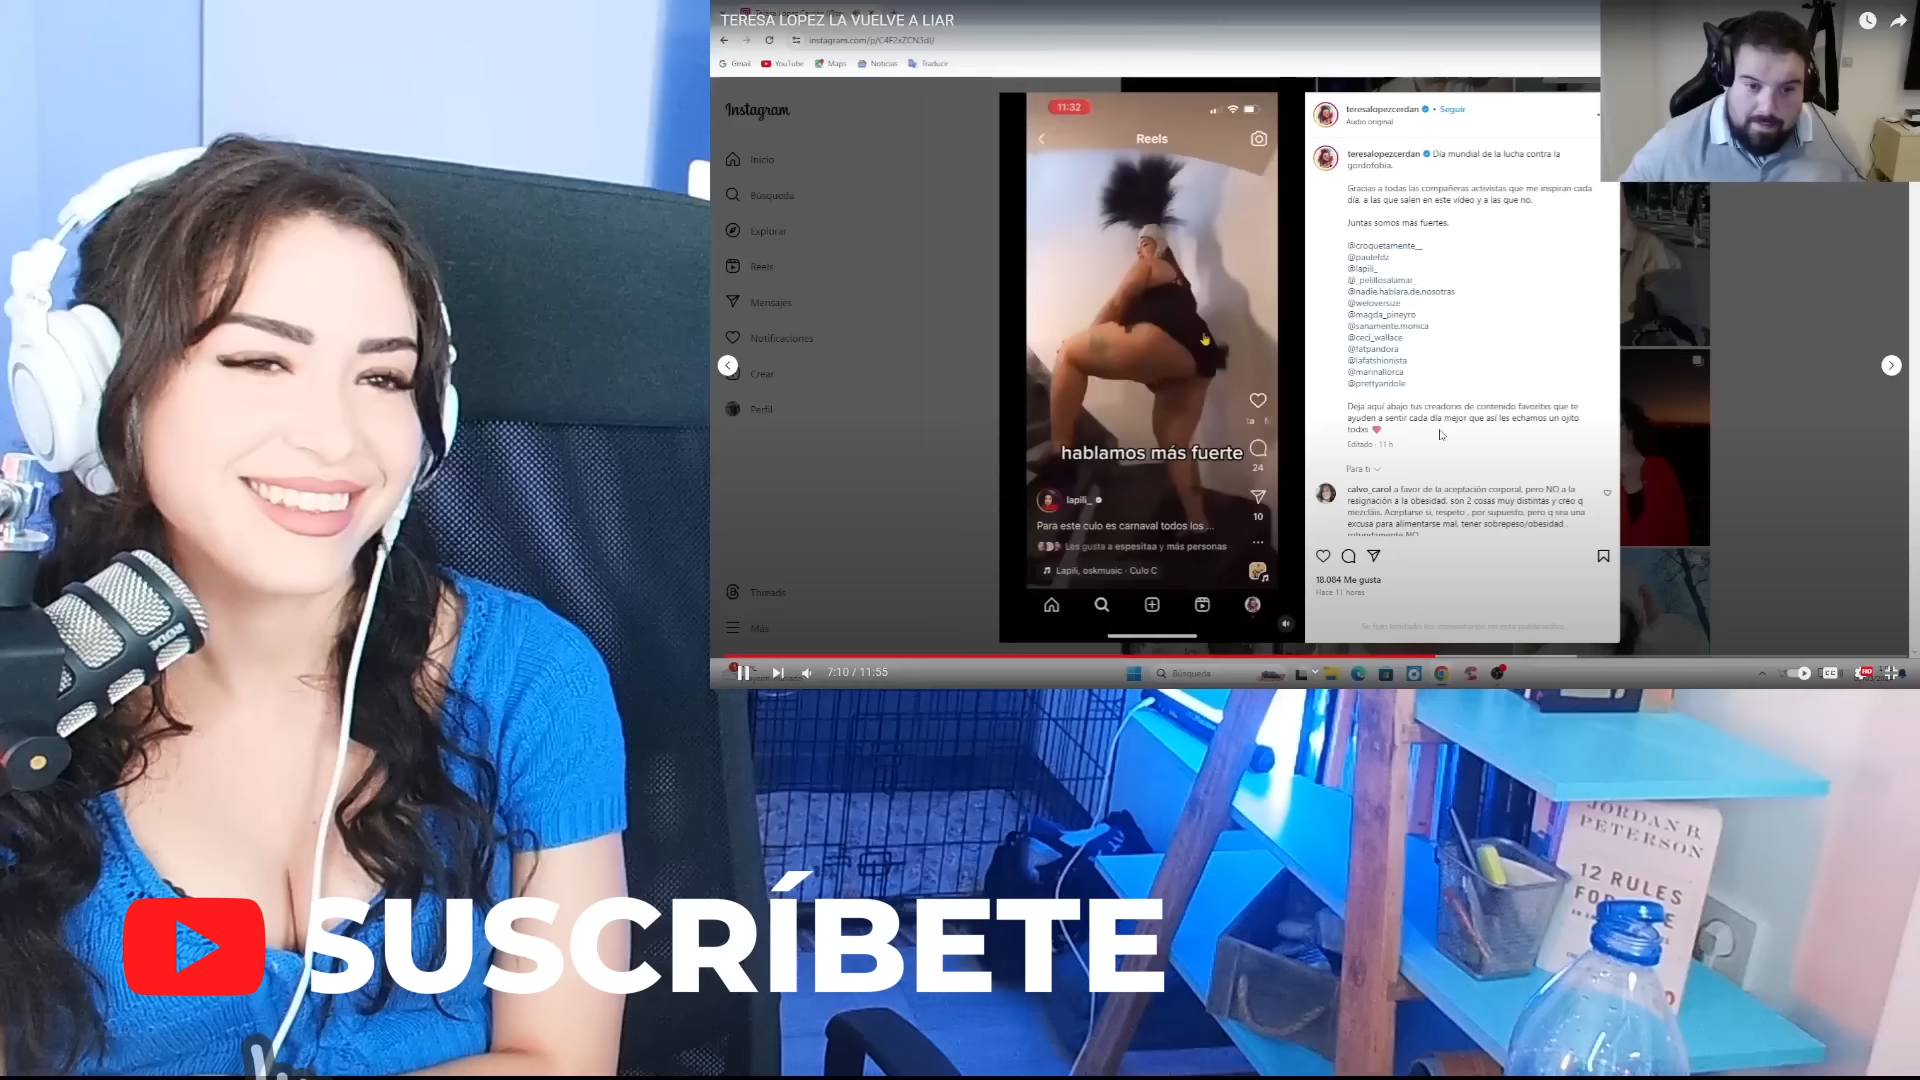 TERESA LOPEZ LA VUELVE A LIAR
instagram.com/p/C4F2xZCN3dl/
Gmail
YouTube
Maps
Noticias
Traducir
Instagram
Inicio
Búsqueda
Explorar
Reels
Mensajes
Notificaciones
Crear
Perfil
Threads
Más
11:32
Reels
hablamos más fuerte
24
10
lapili_
Para este culo es carnaval todos los ...
Les gusta a espesitaa y más personas
Lapili, oskmusic · Culo C
teresalopezcerdan • Seguir
Audio original
teresalopezcerdan Día mundial de la lucha contra la
gordofobia.
Gracias a todas las compañeras activistas que me inspiran cada
día, a las que salen en este vídeo y a las que no.
Juntas somos más fuertes.
@croquetamente__
@paulefdz
@lapili_
@_pelillosalamar_
@nadie.hablara.de.nosotras
@weloversize
@magda_pineyro
@sanamente.monica
@ceci_wallace
@fatpandora
@lafatshionista
@marinallorca
@prettyandole
Deja aquí abajo tus creadorxs de contenido favoritxs que te
ayuden a sentir cada día mejor que así les echamos un ojito
todxs
Editado · 11 h
Para ti
calvo_carol a favor de la aceptación corporal, pero NO a la
resignación a la obesidad, son 2 cosas muy distintas y creo q
mezcláis. Aceptarse si, respeto , por supuesto, pero q sea una
excusa para alimentarse mal, tener sobrepeso/obesidad .
rotundamente NO
18.084 Me gusta
Hace 11 horas
7:10 / 11:55
Búsqueda
RODE
JORDAN B.
PETERSON
12 RULES
SUSCRÍBETE